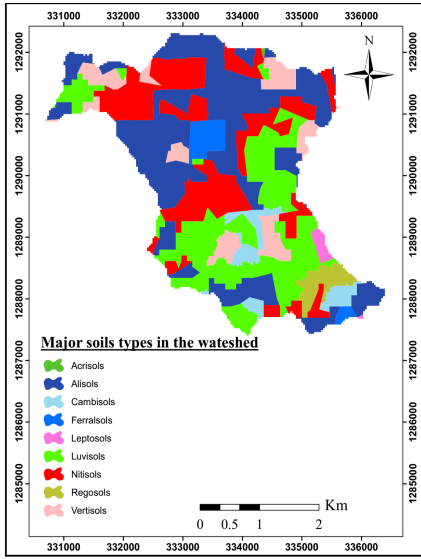 331000 332000 333000 334000 335000 336000
N
1292000 1292000
1291000 1291000
1290000 1290000
1289000 1289000
1288000 1288000
1287000 1287000
1286000 1286000
1285000 1285000
Major soils types in the wateshed
Acrisols
Alisols
Cambisols
Ferralsols
Leptosols
Luvisols
Nitisols
Regosols
Vertisols
Km
0 0.5 1 2
331000 332000 333000 334000 335000 336000